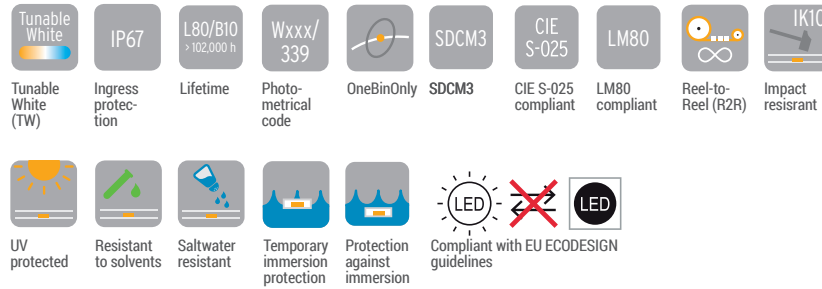 Tunable
White
IP67
L80/B10
> 102,000 h
Wxxx/
339
SDCM3
CIE
S-025
LM80
IK10
Tunable
White
(TW)
Ingress
protec-
tion
Lifetime
Photo-
metrical
code
OneBinOnly
SDCM3
CIE S-025
compliant
LM80
compliant
Reel-to-
Reel (R2R)
Impact
resisrant
LED
LED
UV
protected
Resistant
to solvents
Saltwater
resistant
Temporary
immersion
protection
Protection
against
immersion
Compliant with EU ECODESIGN
guidelines